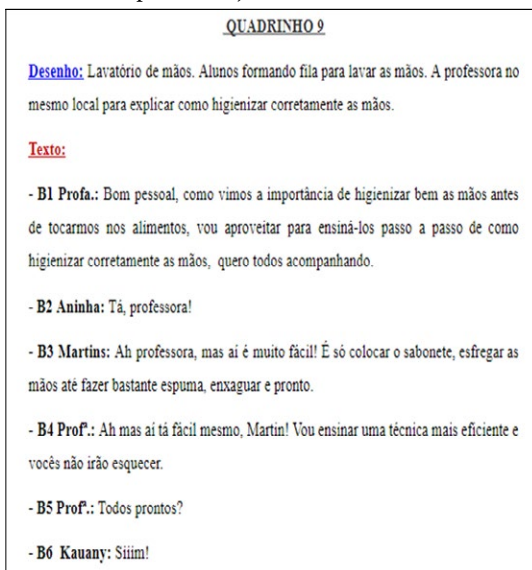 QUADRINHO 9
Desenho: Lavatório de mãos. Alunos formando fila para lavar as mãos. A professora no
mesmo local para explicar como higienizar corretamente as mãos.
Texto:
- B1 Profa.: Bom pessoal, como vimos a importância de higienizar bem as mãos antes
de tocarmos nos alimentos, vou aproveitar para ensiná-los passo a passo de como
higienizar corretamente as mãos, quero todos acompanhando.
- B2 Aninha: Tá, professora!
- B3 Martins: Ah professora, mas aí é muito fácil! É só colocar o sabonete, esfregar as
mãos até fazer bastante espuma, enxaguar e pronto.
- B4 Profª.: Ah mas aí tá fácil mesmo, Martin! Vou ensinar uma técnica mais eficiente e
vocês não irão esquecer.
- B5 Profª.: Todos prontos?
- B6 Kauany: Siiim!